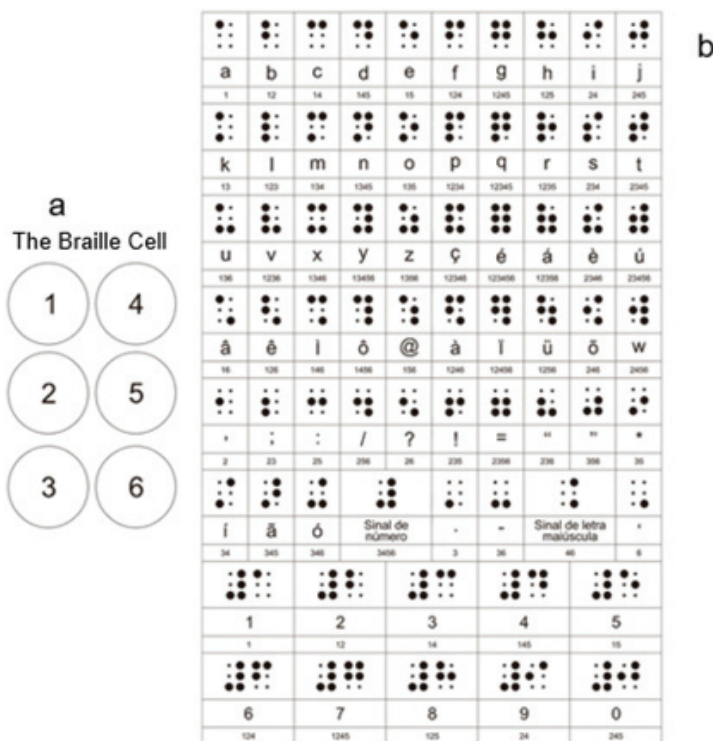 a
The Braille Cell
1 4
2 5
3 6
b
a b c d e f g h i j
1 12 14 145 15 124 1245 125 24 245
k l m n o p q r s t
13 123 134 1345 135 1234 12345 1235 234 2345
u v x y z ç é á è ú
136 1236 1346 13456 1356 12346 123456 12356 2346 23456
â ê ì ô @ à ï ü õ w
16 126 146 1456 156 1246 12456 1256 246 2456
, ; : / ? ! = “ ” *
2 23 25 256 26 235 2356 236 356 35
í ã ó Sinal de número . - Sinal de letra maiúscula '
34 345 346 3456 3 36 46 6
1 2 3 4 5
1 12 14 145 15
6 7 8 9 0
124 1245 125 24 245